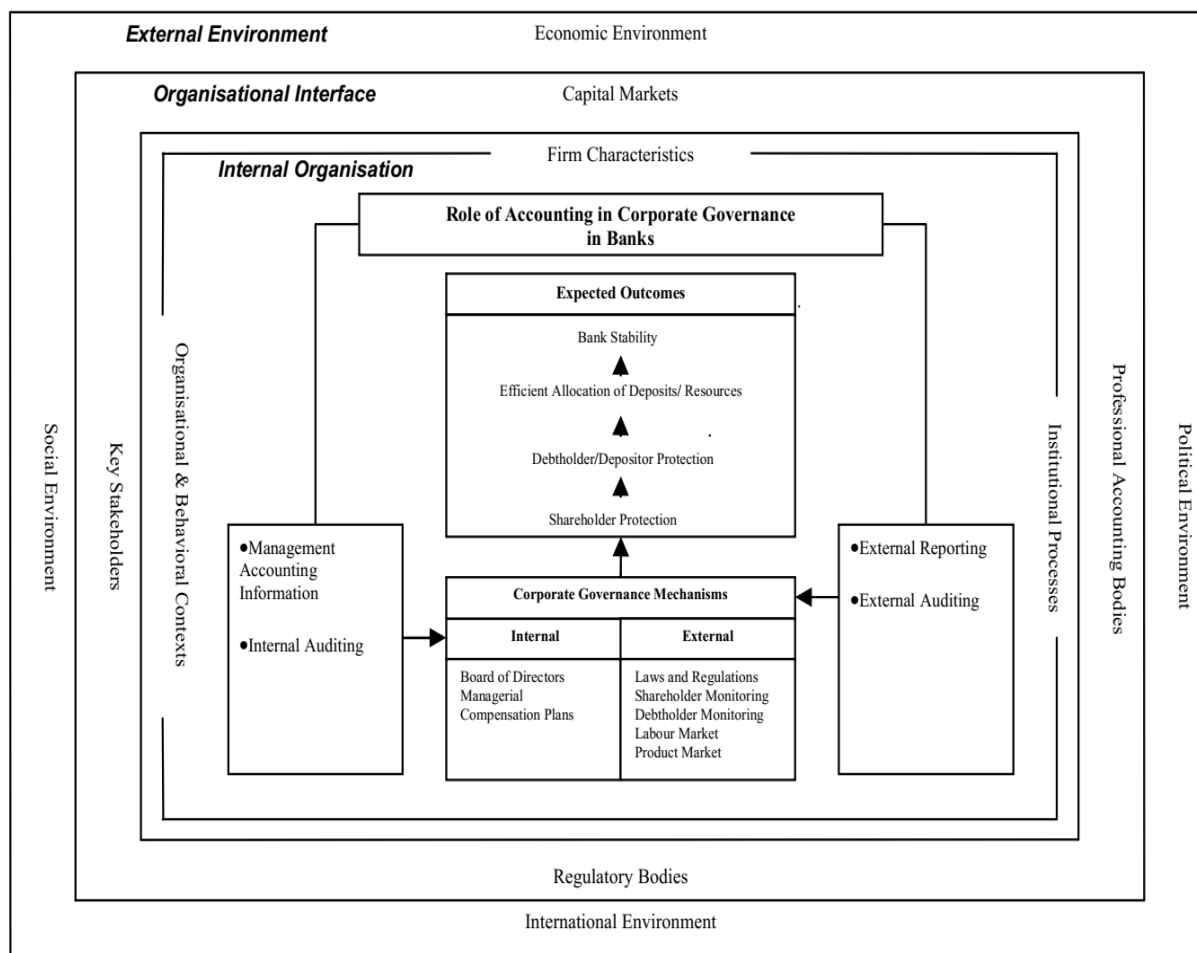 External Environment
Economic Environment
Organisational Interface
Capital Markets
Firm Characteristics
Internal Organisation
Role of Accounting in Corporate Governance
in Banks
Expected Outcomes
Bank Stability
Efficient Allocation of Deposits/ Resources
Debtholder/Depositor Protection
Shareholder Protection
Social Environment
Key Stakeholders
Organisational & Behavioral Contexts
●Management
Accounting
Information
●Internal Auditing
Corporate Governance Mechanisms
Internal
External
Board of Directors
Managerial
Compensation Plans
Laws and Regulations
Shareholder Monitoring
Debtholder Monitoring
Labour Market
Product Market
●External Reporting
●External Auditing
Institutional Processes
Professional Accounting Bodies
Political Environment
Regulatory Bodies
International Environment